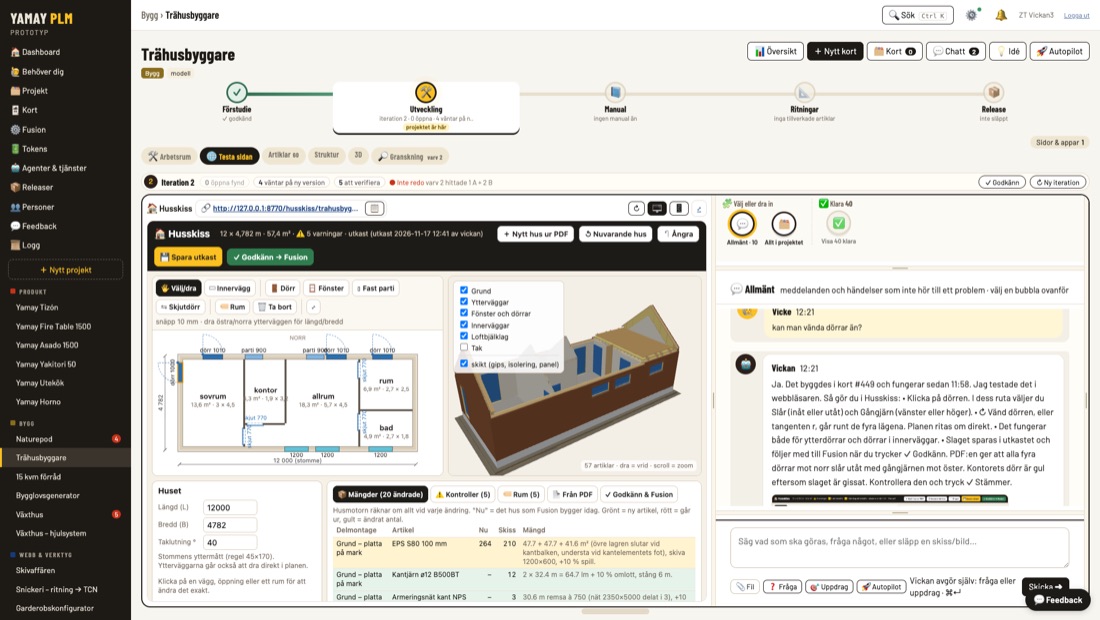 YAMAY PLM
PROTOTYP
Dashboard
Behöver dig
Projekt
Kort
Fusion
Tokens
Agenter & tjänster
Releaser
Personer
Feedback
Logg
+ Nytt projekt
PRODUKT
Yamay Tizón
Yamay Fire Table 1500
Yamay Asado 1500
Yamay Yakitori 50
Yamay Utekök
Yamay Horno
BYGG
Naturepod 4
Trähusbyggare
15 kvm förråd
Bygglovsgenerator
Växthus 5
Växthus – hjulsystem
WEBB & VERKTYG
Skivaffären
Snickeri – ritning → TCN
Garderobskonfigurator
Bygg › Trähusbyggare
Sök Ctrl K
ZT Vickan3
Logga ut
Trähusbyggare
Bygg modell
Översikt
+ Nytt kort
Kort 0
Chatt 2
Idé
Autopilot
Förstudie
✓ godkänd
Utveckling
iteration 2 · 0 öppna · 4 väntar på n…
projektet är här
Manual
ingen manual än
Ritningar
inga tillverkade artiklar
Release
inte släppt
Sidor & appar 1
Arbetsrum
Testa sidan
Artiklar 90
Struktur
3D
Granskning varv 2
2 Iteration 2
0 öppna fynd
4 väntar på ny version
5 att verifiera
Inte redo varv 2 hittade 1 A + 2 B
✓ Godkänn
↻ Ny iteration
Husskiss
http://127.0.0.1:8770/husskiss/trahusbyg…
Husskiss
12 × 4,782 m · 57,4 m² · ⚠ 5 varningar · utkast (utkast 2026-11-17 12:41 av vickan)
+ Nytt hus ur PDF
↻ Nuvarande hus
↰ Ångra
Spara utkast
✓ Godkänn → Fusion
Välj/dra
Innervägg
Dörr
Fönster
Fast parti
Skjutdörr
Rum
Ta bort
snäpp 10 mm · dra östra/norra ytterväggen för längd/bredd
NORR
dörr 1010
parti 900
dörr 1010
dörr 1010
4 782
sovrum
13,6 m² · 3 × 4,5
kontor
allrum
18,3 m² · 5,7 × 4,5
rum
6,8 m² · 2,7 × 2,5
bad
4,9 m² · 2,7 × 1,8
skjut 770
1200
1200
1200
12 000 (stomme)
Grund
Ytterväggar
Fönster och dörrar
Innerväggar
Loftbjälklag
Tak
skikt (gips, isolering, panel)
57 artiklar · dra = vrid · scroll = zoom
Huset
Längd (L) 12000
Bredd (B) 4782
Taklutning ° 40
Stommens yttermått (regel 45×170).
Ytterväggarna går också att dra direkt i planen.
Klicka på en vägg, öppning eller ett rum för att
ändra det exakt.
Mängder (20 ändrade)
Kontroller (5)
Rum (5)
Från PDF
✓ Godkänn & Fusion
Husmotorn räknar om allt vid varje ändring. "Nu" = det hus som Fusion bygger idag. Grönt = ny artikel, rött = går
ur, gult = ändrat antal.
Delmontage Artikel Nu Skiss Mängd
Grund – platta på mark EPS S80 100 mm 264 210 47.7 + 47.7 + 41.6 m² (övre lagren slutar vid
kantbalken, understa vid kantelementets fot), skiva
1200×600, +10 % spill.
Grund – platta på mark Kantjärn ø12 B500BT – 12 2 × 32.4 = 64.7 lm + 10 % omlott, stång 6 m.
Grund – platta Armeringsnät kant NPS – 3 30.6 m remsa à 750 (nät 2350×5000 delat i 3), +10
Välj eller dra in
Allmänt · 10
Allt i projektet
Klara 40
Visa 40 klara
Allmänt
meddelanden och händelser som inte hör till ett problem · välj en bubbla ovanför
Vicke 12:21
kan man vända dörrar än?
Vickan 12:21
Ja. Det byggdes i kort #449 och fungerar sedan 11:58. Jag testade det i
webbläsaren. Så gör du i Husskiss: • Klicka på dörren. I dess ruta väljer du
Slår (inåt eller utåt) och Gångjärn (vänster eller höger). • ↻ Vänd dörren, eller
tangenten r, går runt de fyra lägena. Planen ritas om direkt. • Det fungerar
både för ytterdörrar och dörrar i innerväggar. • Slaget sparas i utkastet och
följer med till Fusion när du trycker ✓ Godkänn. PDF:en ger att alla fyra
dörrar mot norr slår utåt med gångjärnen mot öster. Kontorets dörr är gul
eftersom slaget är gissat. Kontrollera den och tryck ✓ Stämmer.
Säg vad som ska göras, fråga något, eller släpp en skiss/bild…
Fil
Fråga
Uppdrag
Autopilot
Vickan avgör själv: fråga eller
uppdrag · ⌘↵
Skicka ➔
Feedback